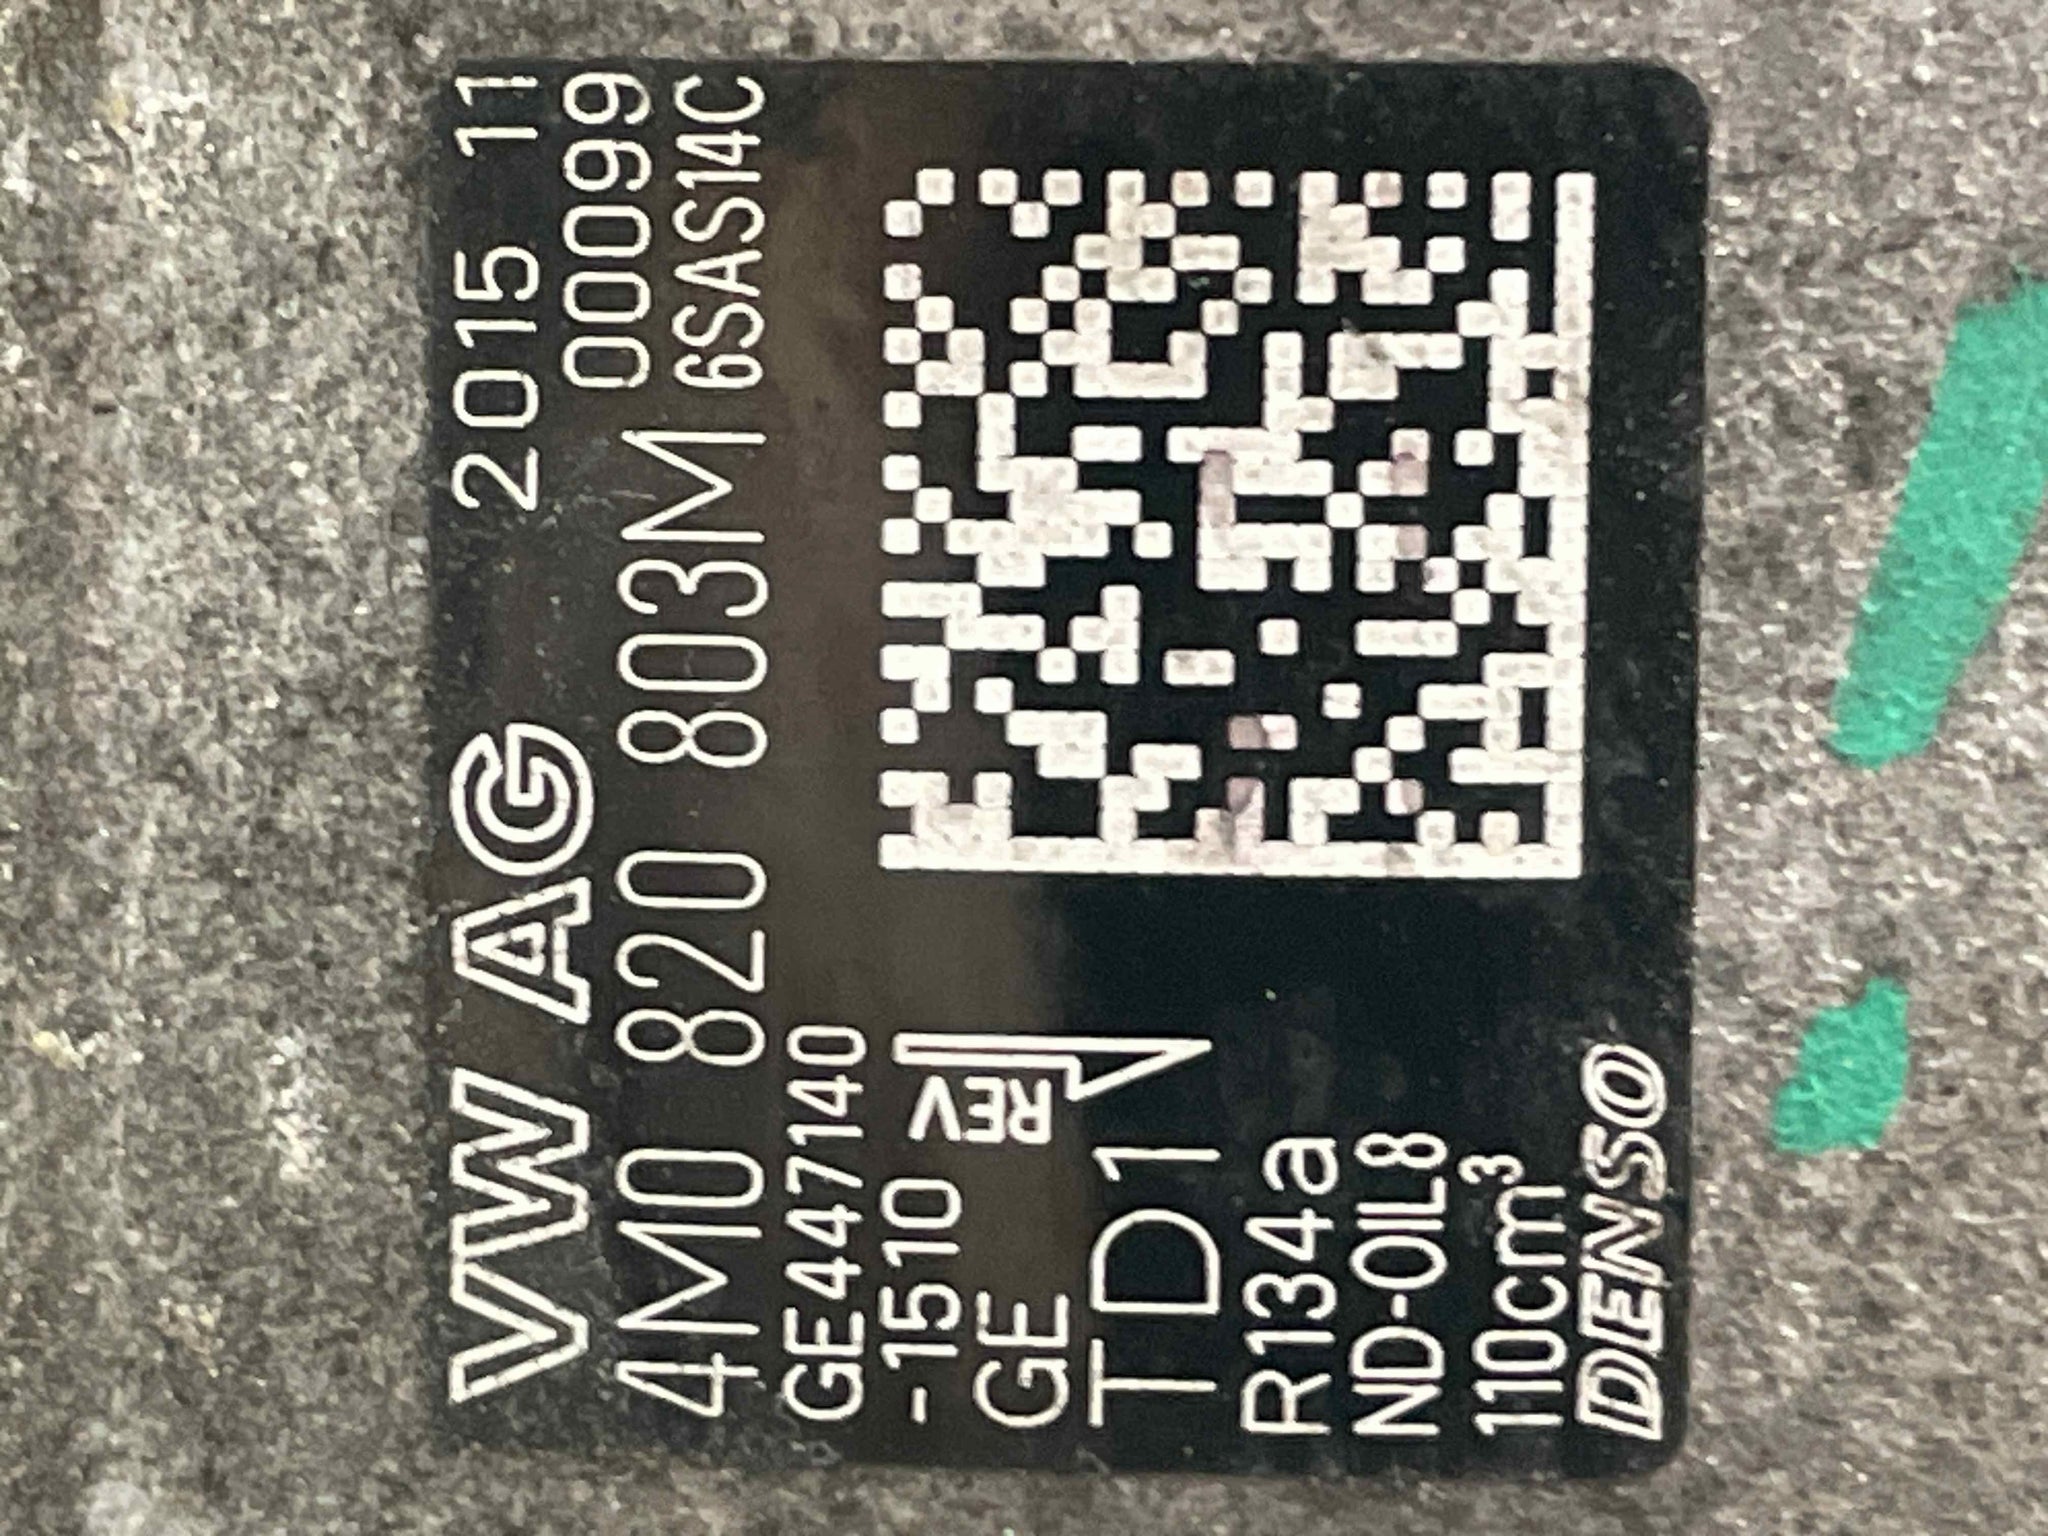 VW AG 2015 11
00099
4M0 820 803M 6SAS14C
GE447140
-1510
REV
GE
TD1
R134a
ND-OIL8
110cm³
DENSO